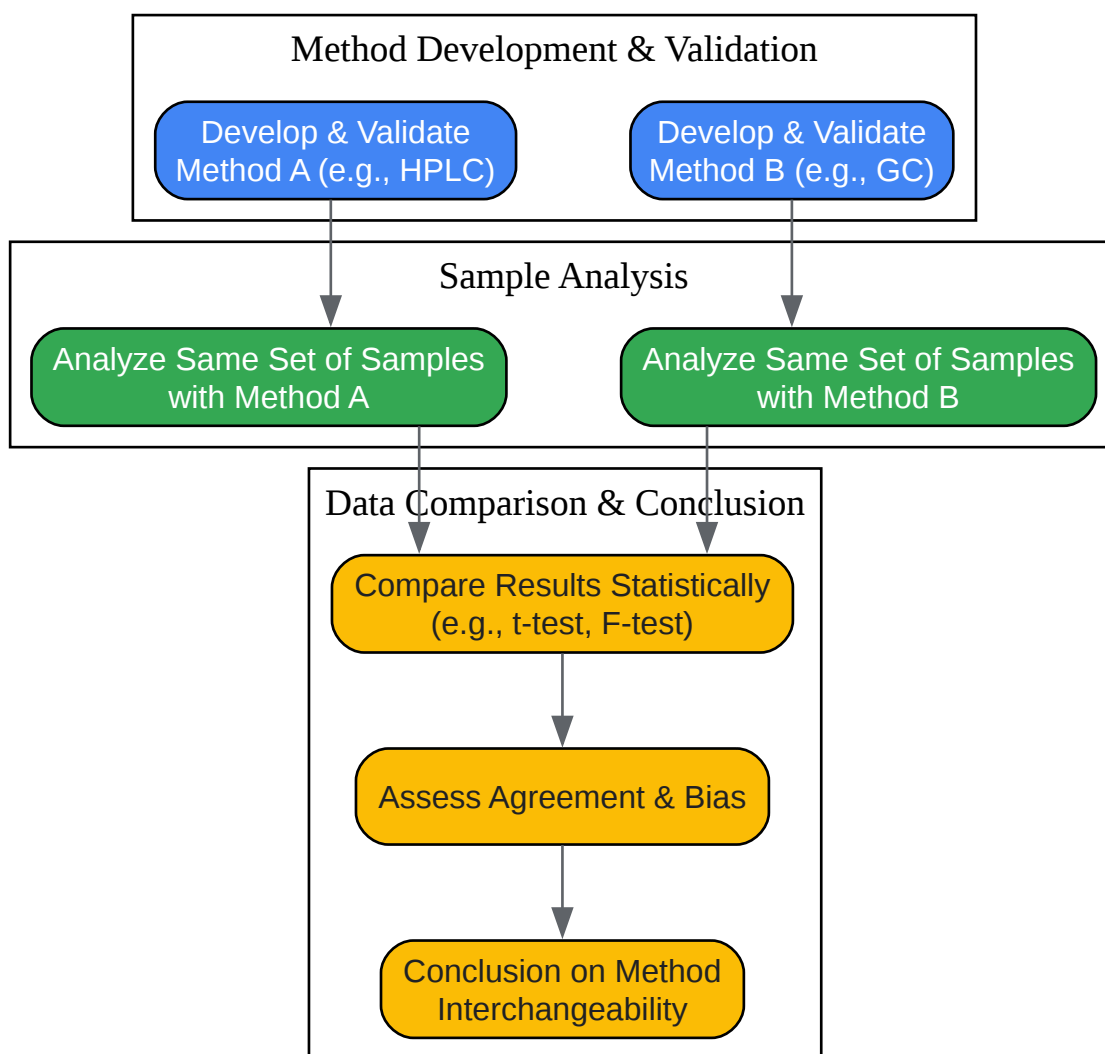 Method Development & Validation
Develop & Validate
Method A (e.g., HPLC)
Develop & Validate
Method B (e.g., GC)
Sample Analysis
Analyze Same Set of Samples
with Method A
Analyze Same Set of Samples
with Method B
Data Comparison & Conclusion
Compare Results Statistically
(e.g., t-test, F-test)
Assess Agreement & Bias
Conclusion on Method
Interchangeability